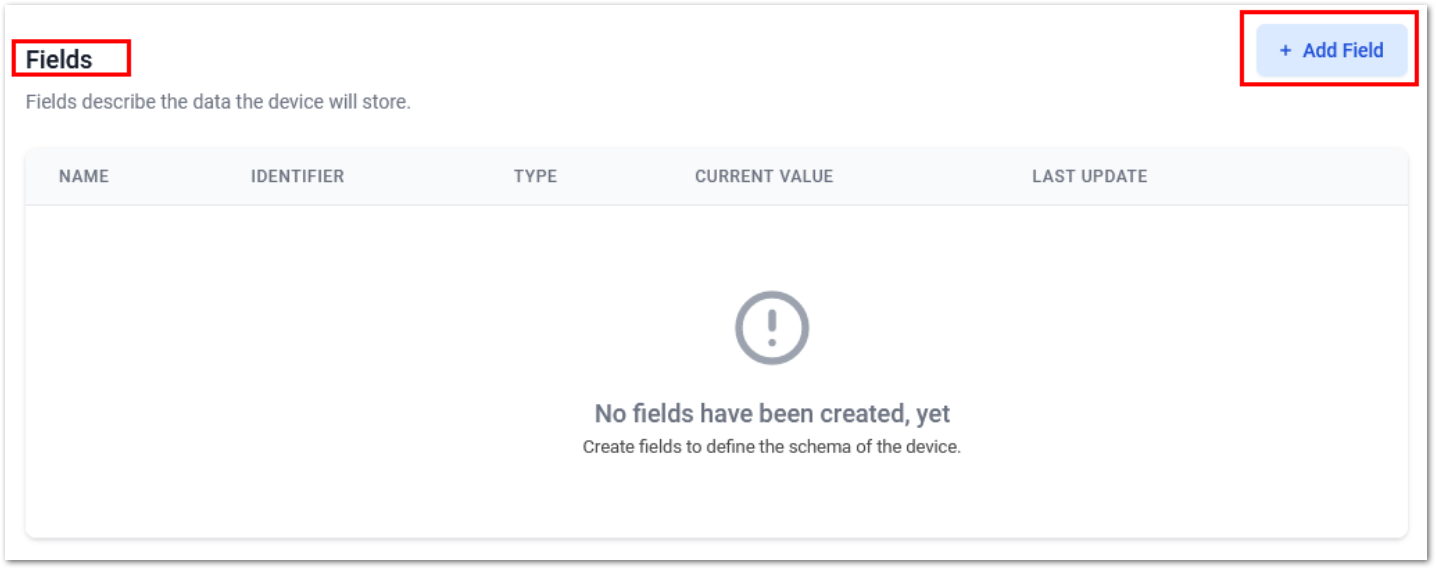 Fields
+ Add Field
Fields describe the data the device will store.
NAME IDENTIFIER TYPE CURRENT VALUE LAST UPDATE
No fields have been created, yet
Create fields to define the schema of the device.